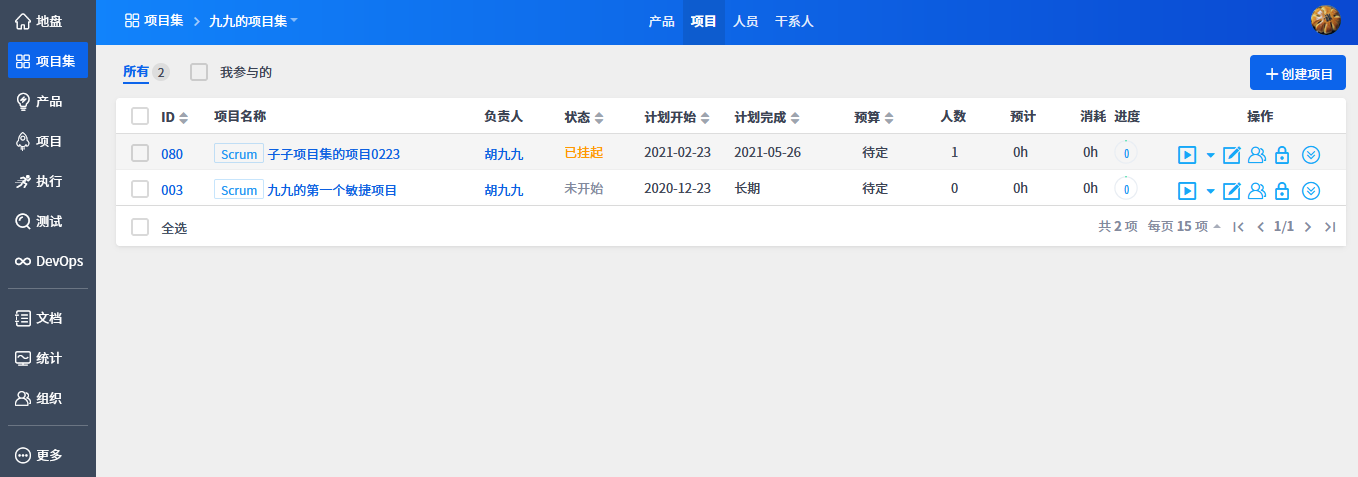 地盘
项目集
产品
项目
执行
测试
DevOps
文档
统计
组织
更多
项目集 > 九九的项目集
产品 项目 人员 干系人
所有 2 我参与的
+创建项目
ID 项目名称 负责人 状态 计划开始 计划完成 预算 人数 预计 消耗 进度 操作
080 Scrum 子子项目集的项目0223 胡九九 已挂起 2021-02-23 2021-05-26 待定 1 0h 0h 0
003 Scrum 九九的第一个敏捷项目 胡九九 未开始 2020-12-23 长期 待定 0 0h 0h 0
全选
共 2 项 每页 15 项 1/1